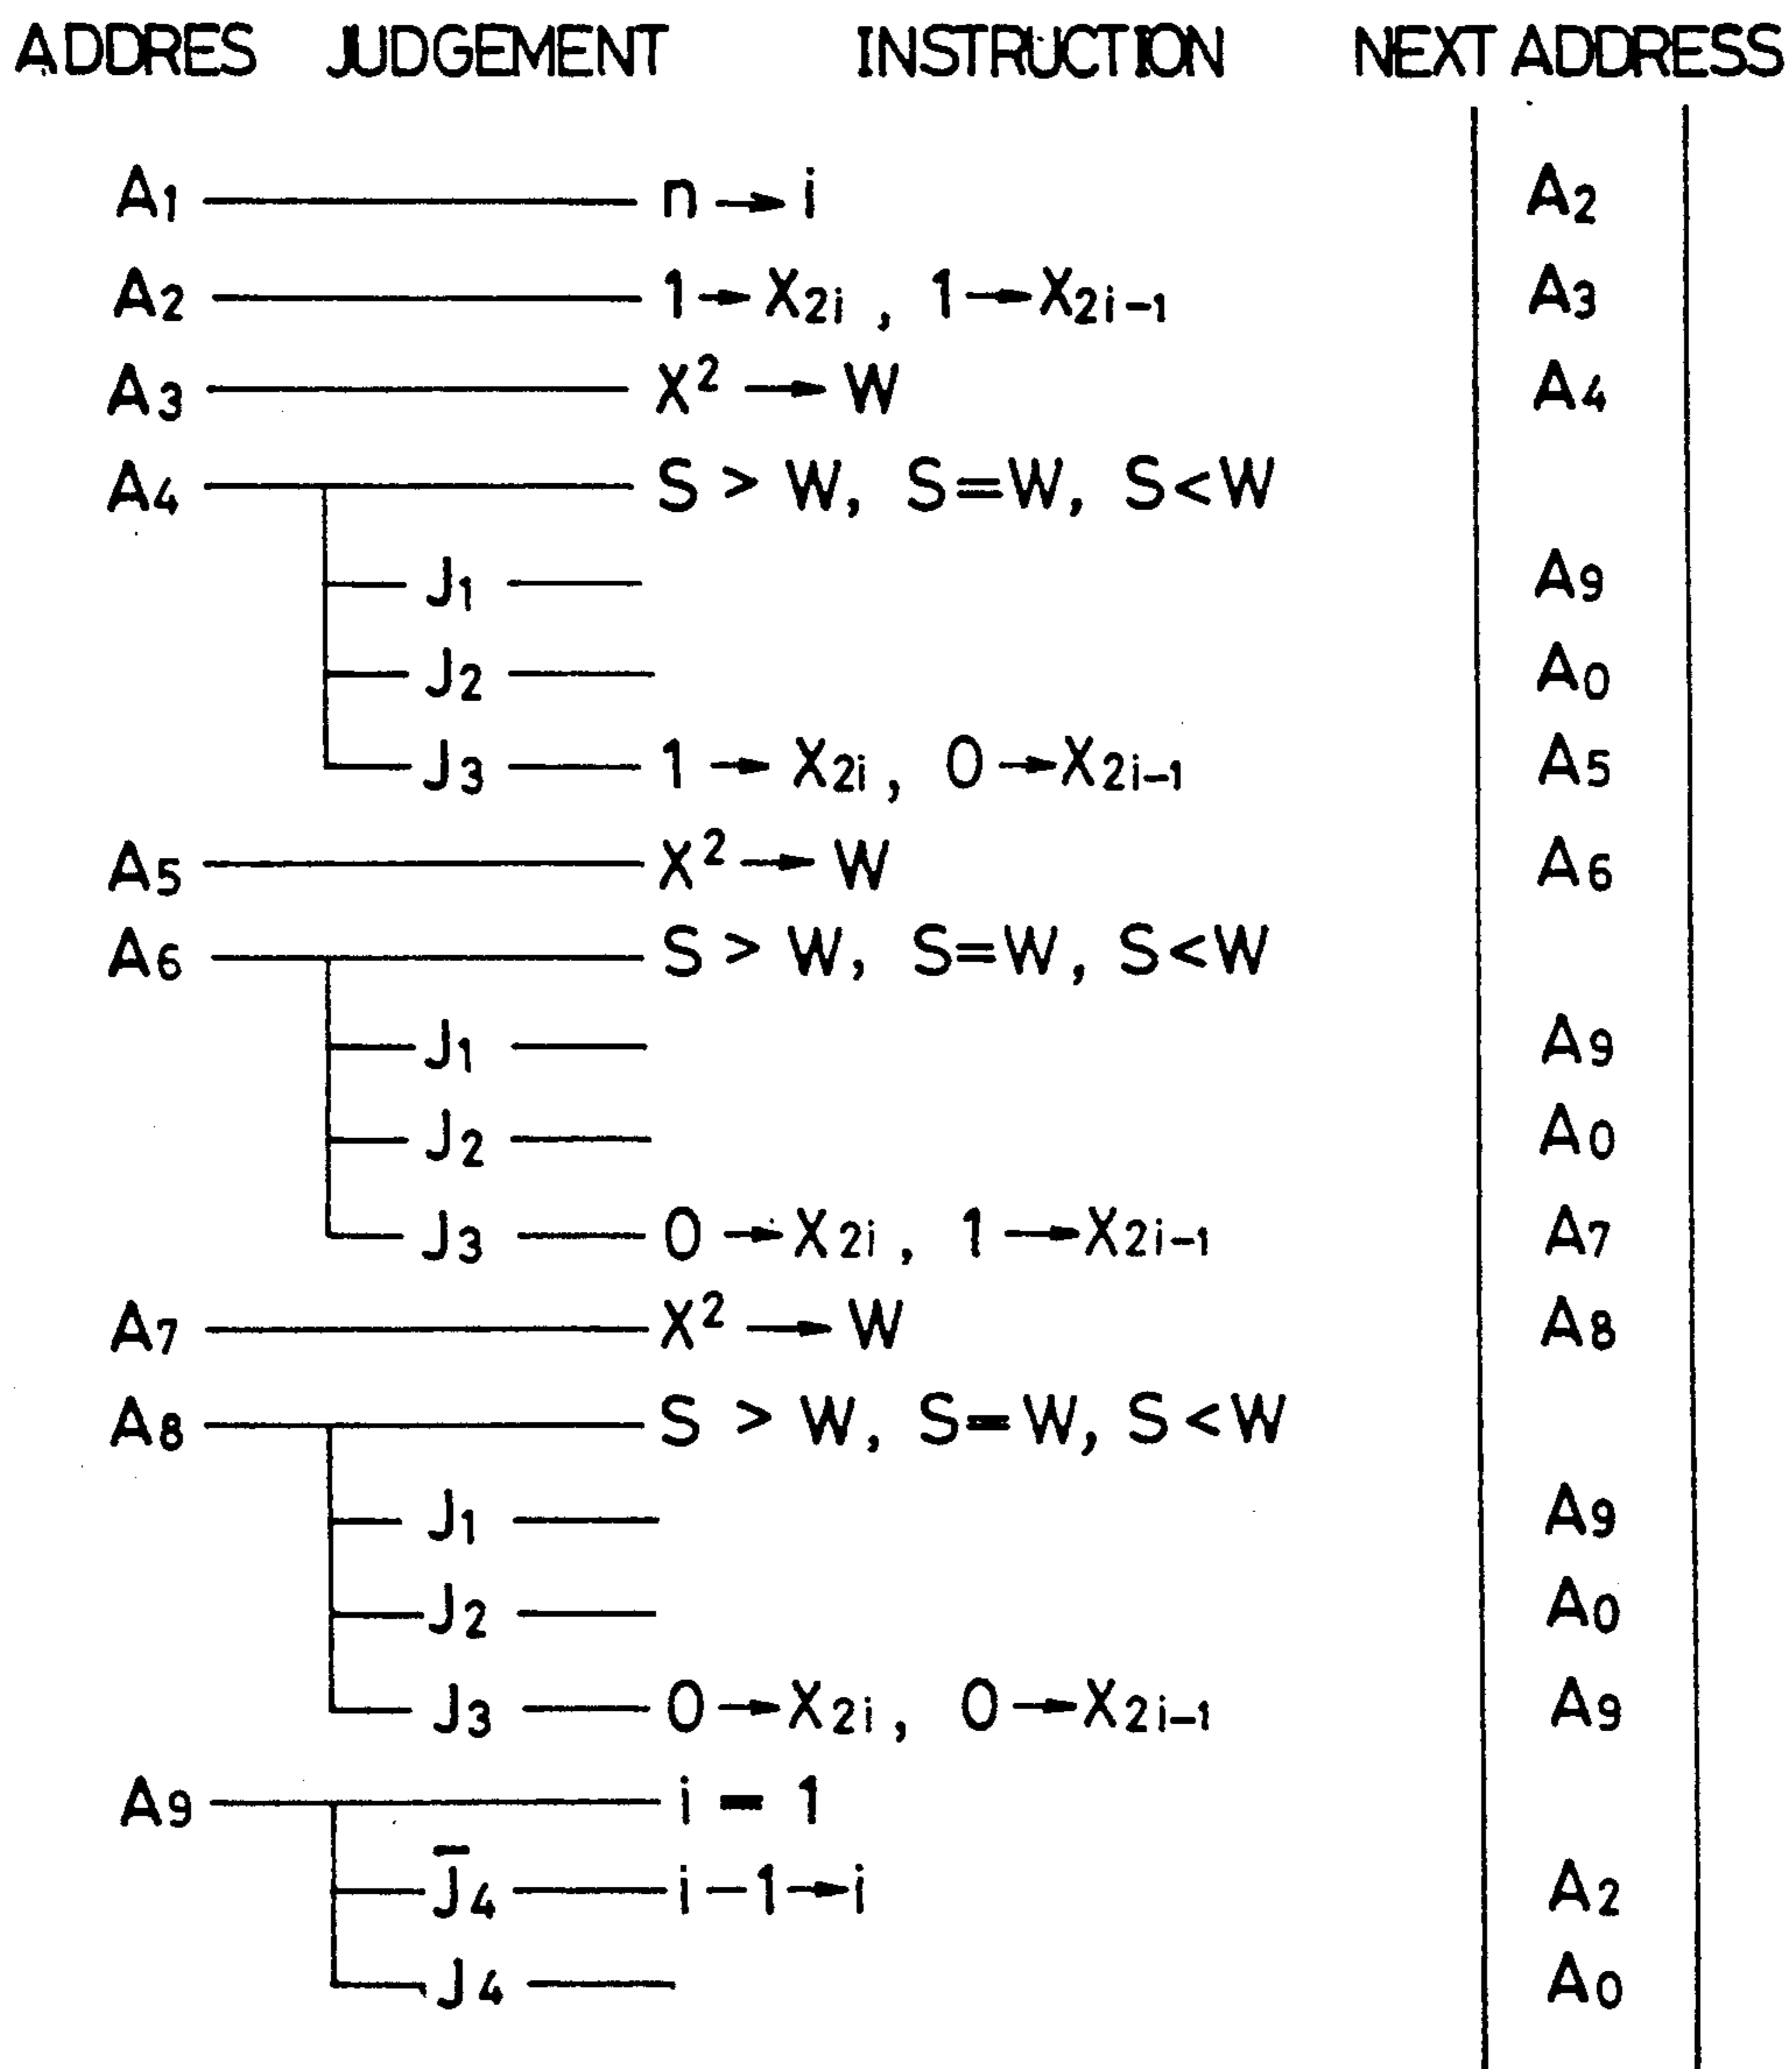 ADDRES JUDGEMENT INSTRUCTION NEXT ADDRESS
A1 n → i A2
A2 1 → X2i , 1 → X2i-1 A3
A3 X² → W A4
A4 S > W, S=W, S<W
J1 A9
J2 A0
J3 1 → X2i , 0 → X2i-1 A5
A5 X² → W A6
A6 S > W, S=W, S<W
J1 A9
J2 A0
J3 0 → X2i , 1 → X2i-1 A7
A7 X² → W A8
A8 S > W, S=W, S<W
J1 A9
J2 A0
J3 0 → X2i , 0 → X2i-1 A9
A9 i = 1
J̄4 i-1 → i A2
J4 A0